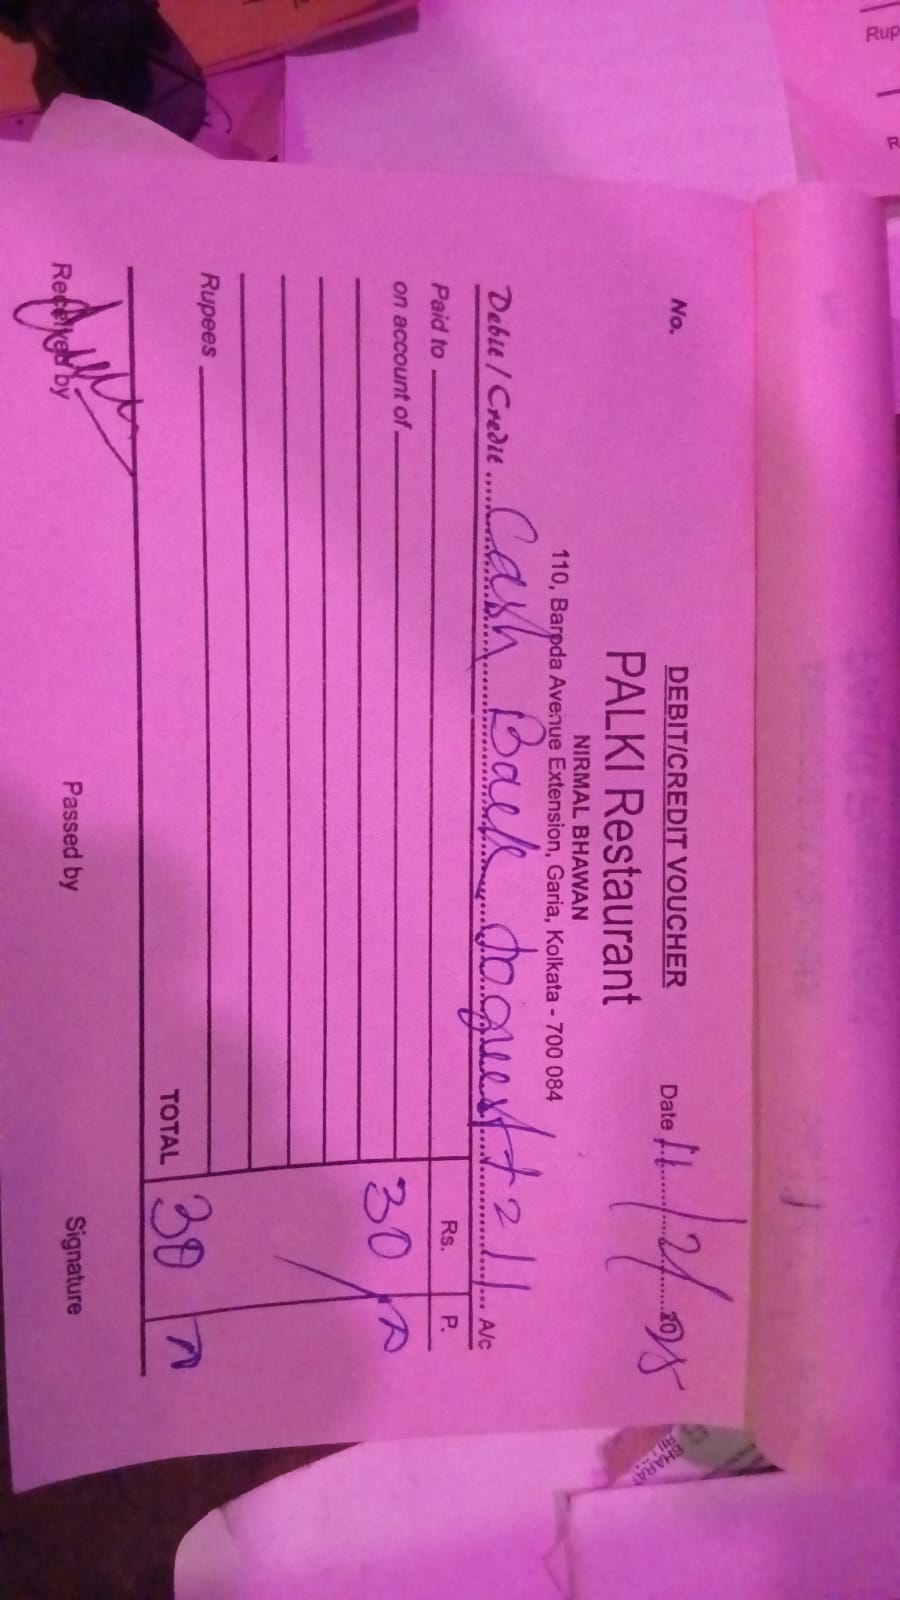 DEBIT/CREDIT VOUCHER
No.
Date 11/2/2025
PALKI Restaurant
NIRMAL BHAWAN
110, Baroda Avenue Extension, Garia, Kolkata - 700 084
Debit / Credit Cash Back to guest 211 A/c
Paid to Rs. P.
on account of 30
Rupees
TOTAL 30
Received by Passed by Signature
Rup
R